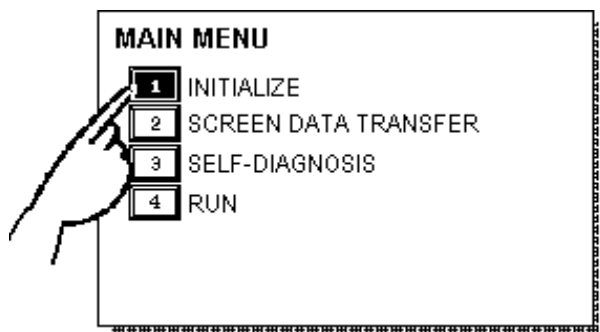 MAIN MENU
1 INITIALIZE
2 SCREEN DATA TRANSFER
3 SELF-DIAGNOSIS
4 RUN